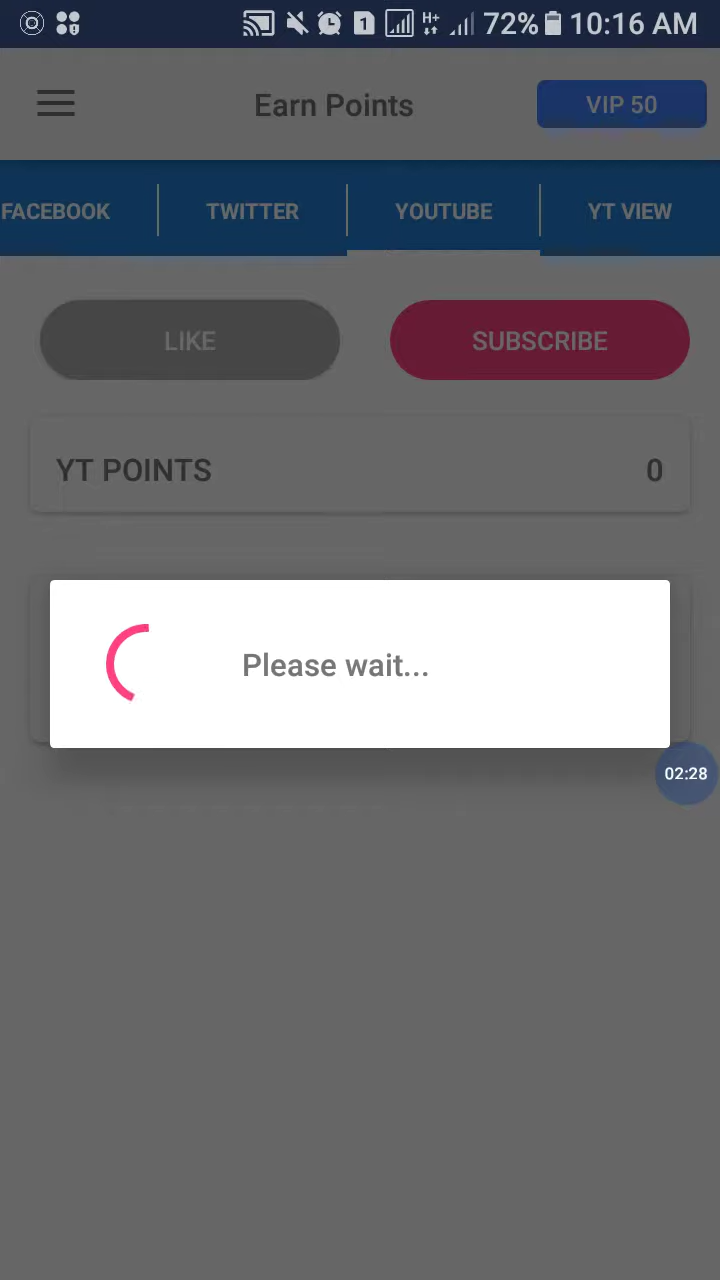 1 H+ 72% 10:16 AM
Earn Points VIP 50
FACEBOOK TWITTER YOUTUBE YT VIEW
LIKE SUBSCRIBE
YT POINTS 0
Please wait...
02:28